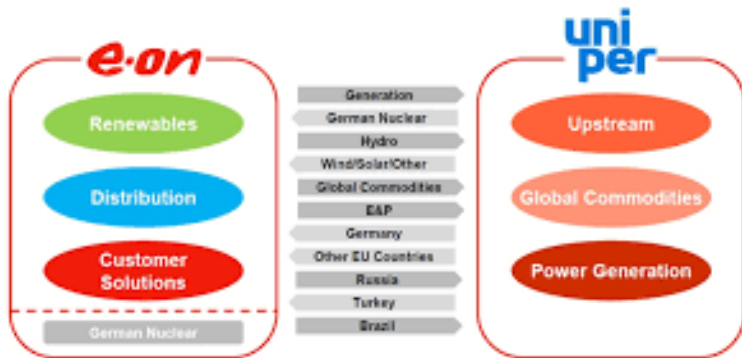 e·on
Renewables
Distribution
Customer
Solutions
German Nuclear
Generation
German Nuclear
Hydro
Wind/Solar/Other
Global Commodities
E&P
Germany
Other EU Countries
Russia
Turkey
Brazil
uni
per
Upstream
Global Commodities
Power Generation